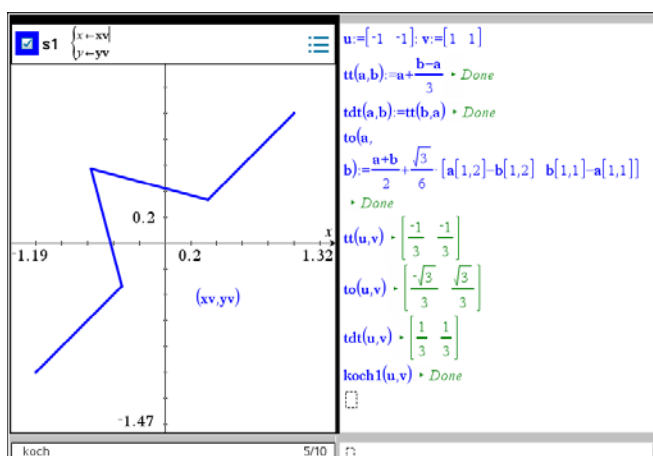 s1 {x←xv
y←yv
x
0.2
-1.19 0.2 1.32
(xv,yv)
-1.47
koch 5/10
u:=[-1 -1]: v:=[1 1]
tt(a,b):=a+(b−a)/3 ▸ Done
tdt(a,b):=tt(b,a) ▸ Done
to(a,
b):=(a+b)/2+√3/6·[a[1,2]−b[1,2] b[1,1]−a[1,1]]
▸ Done
tt(u,v) ▸ [-1/3 -1/3]
to(u,v) ▸ [-√3/3 √3/3]
tdt(u,v) ▸ [1/3 1/3]
koch1(u,v) ▸ Done